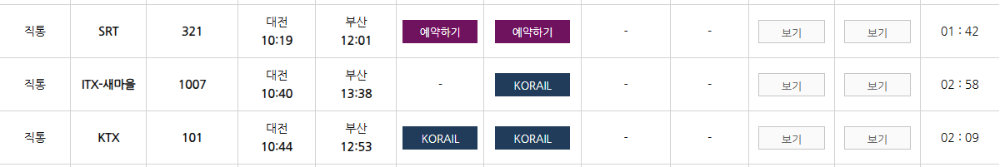 직통 SRT 321 대전 10:19 부산 12:01 예약하기 예약하기 - - 보기 보기 01 : 42
직통 ITX-새마을 1007 대전 10:40 부산 13:38 - KORAIL - - 보기 보기 02 : 58
직통 KTX 101 대전 10:44 부산 12:53 KORAIL KORAIL - - 보기 보기 02 : 09